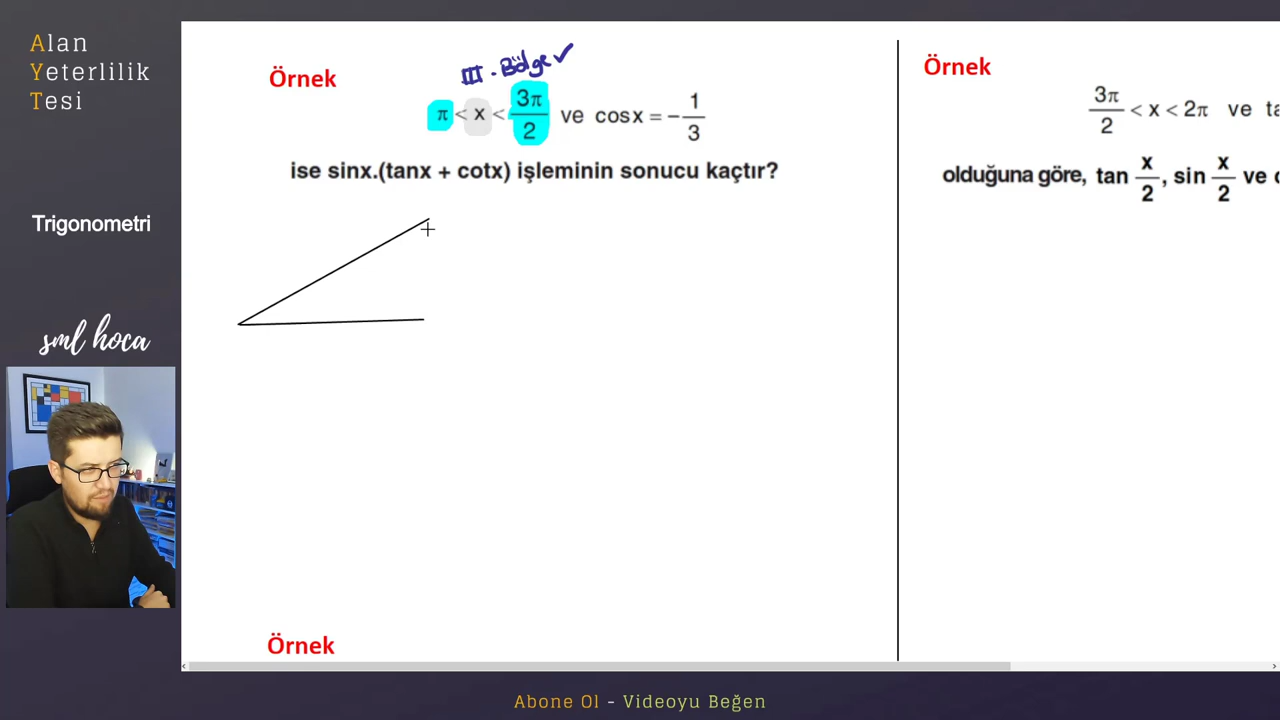 Alan
Yeterlilik
Tesi
Trigonometri
sml hoca
Örnek
III. Bölge ✓
π < x < 3π/2 ve cosx = -1/3
ise sinx.(tanx + cotx) işleminin sonucu kaçtır?
Örnek
Örnek
3π/2 < x < 2π ve ta
olduğuna göre, tan x/2, sin x/2 ve c
Abone Ol - Videoyu Beğen